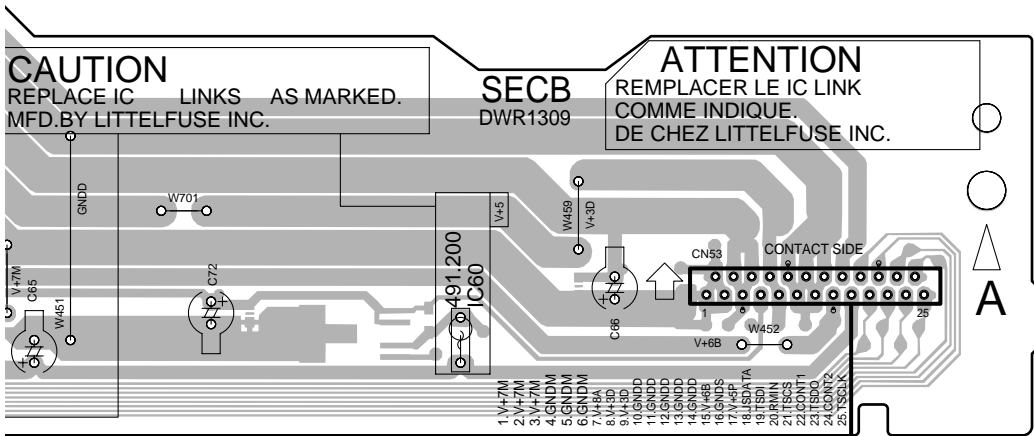 CAUTION
REPLACE IC LINKS AS MARKED.
MFD.BY LITTELFUSE INC.
SECB
DWR1309
ATTENTION
REMPLACER LE IC LINK
COMME INDIQUE.
DE CHEZ LITTELFUSE INC.
GNDD
W701
V+5
W459
V+3D
CN53
CONTACT SIDE
V+7M
C65
W451
C72
491.200
IC60
C66
A
1
25
V+6B
W452
1.V+7M
2.V+7M
3.V+7M
4.GNDM
5.GNDM
6.GNDM
7.V+8A
8.V+3D
9.V+3D
10.GNDD
11.GNDD
12.GNDD
13.GNDD
14.GNDD
15.V+6B
16.GNDS
17.V+5P
18.JSDATA
19.TSDI
20.RMIN
21.TSCS
22.CONT1
23.TSDO
24.CONT2
25.TSCLK